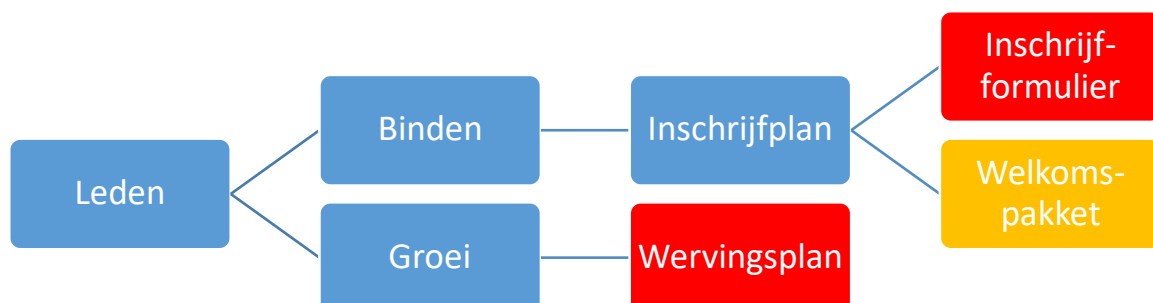 Inschrijf-
formulier
Binden
Inschrijfplan
Leden
Welkoms-
pakket
Groei
Wervingsplan